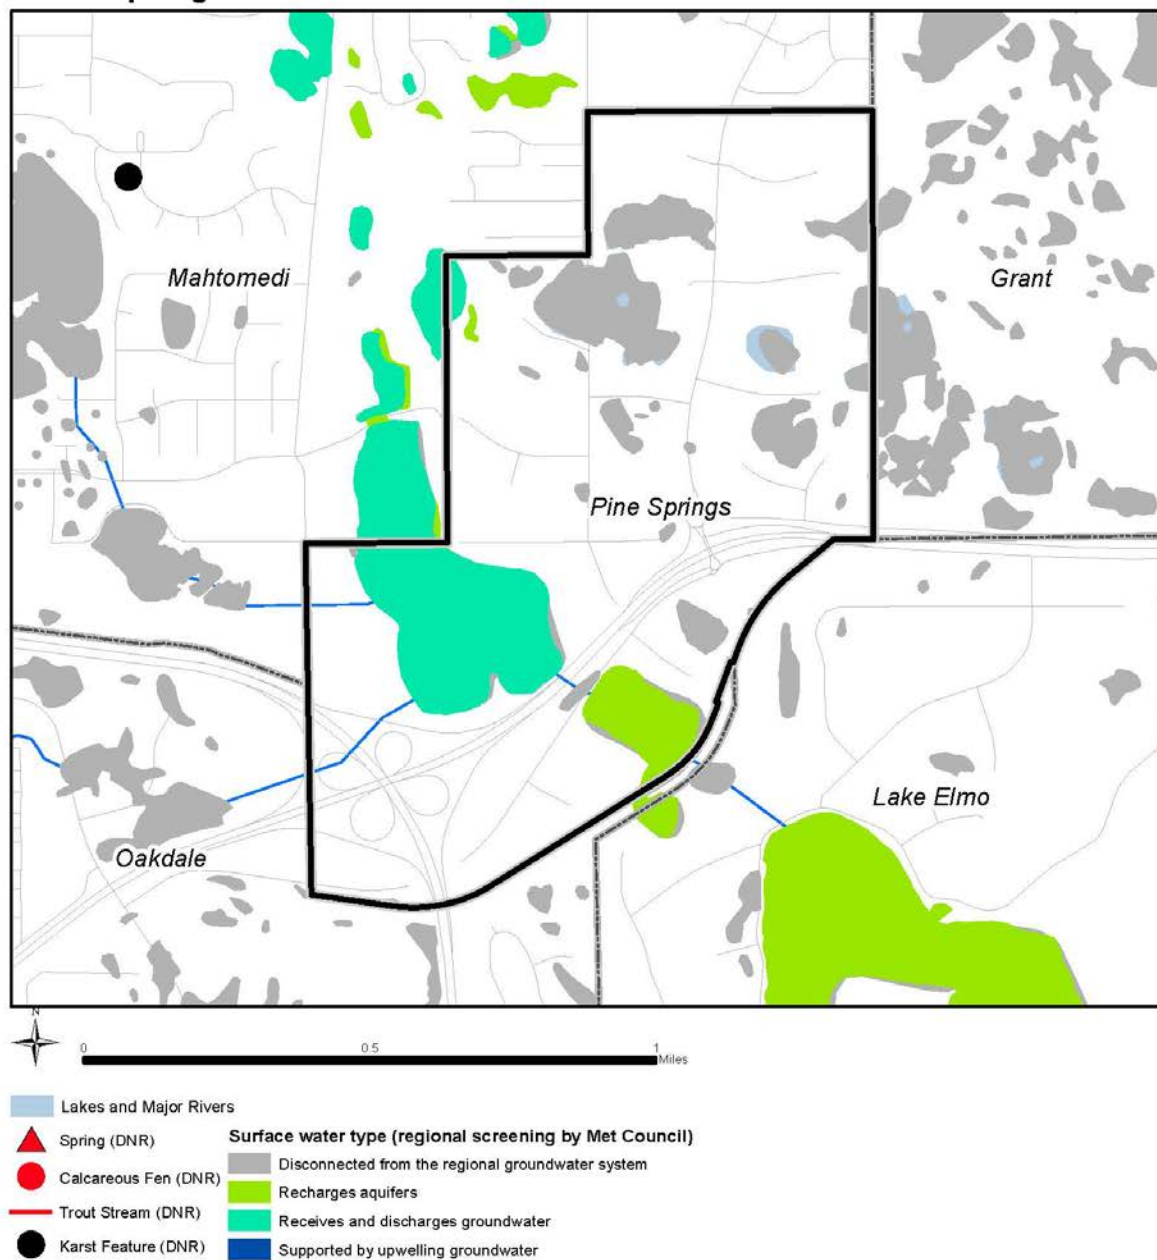 Mahtomedi
Grant
Pine Springs
Lake Elmo
Oakdale
N
0 0.5 1
Miles
Lakes and Major Rivers
Spring (DNR)
Calcareous Fen (DNR)
Trout Stream (DNR)
Karst Feature (DNR)
Surface water type (regional screening by Met Council)
Disconnected from the regional groundwater system
Recharges aquifers
Receives and discharges groundwater
Supported by upwelling groundwater